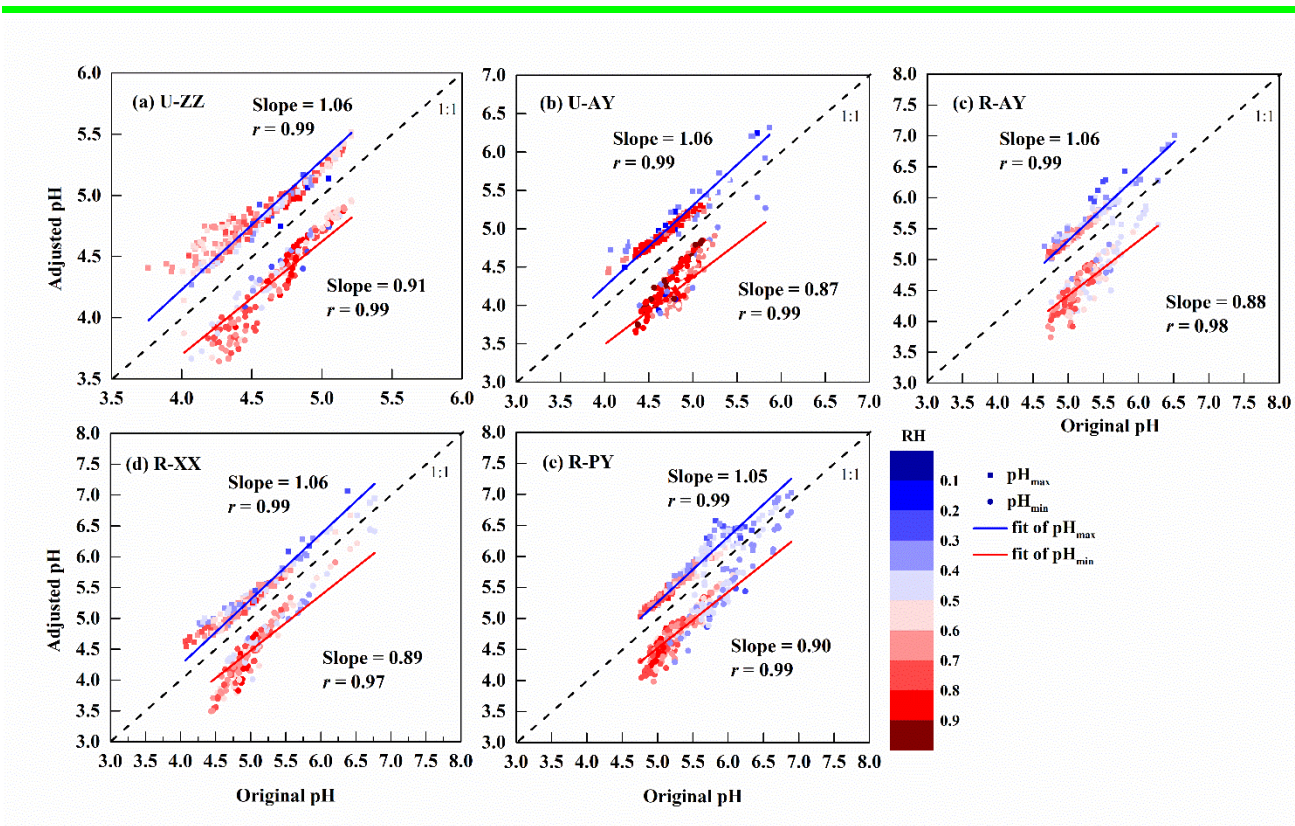 (a) U-ZZ
Slope = 1.06
r = 0.99
1:1
Slope = 0.91
r = 0.99
6.0
5.5
5.0
4.5
4.0
3.5
3.5 4.0 4.5 5.0 5.5 6.0
Adjusted pH
(b) U-AY
Slope = 1.06
r = 0.99
1:1
Slope = 0.87
r = 0.99
7.0
6.5
6.0
5.5
5.0
4.5
4.0
3.5
3.0
3.0 3.5 4.0 4.5 5.0 5.5 6.0 6.5 7.0
(c) R-AY
Slope = 1.06
r = 0.99
1:1
Slope = 0.88
r = 0.98
8.0
7.5
7.0
6.5
6.0
5.5
5.0
4.5
4.0
3.5
3.0
3.0 3.5 4.0 4.5 5.0 5.5 6.0 6.5 7.0 7.5 8.0
Original pH
(d) R-XX
Slope = 1.06
r = 0.99
1:1
Slope = 0.89
r = 0.97
8.0
7.5
7.0
6.5
6.0
5.5
5.0
4.5
4.0
3.5
3.0
3.0 3.5 4.0 4.5 5.0 5.5 6.0 6.5 7.0 7.5 8.0
Adjusted pH
Original pH
(e) R-PY
Slope = 1.05
r = 0.99
1:1
Slope = 0.90
r = 0.99
8.0
7.5
7.0
6.5
6.0
5.5
5.0
4.5
4.0
3.5
3.0
3.0 3.5 4.0 4.5 5.0 5.5 6.0 6.5 7.0 7.5 8.0
Original pH
RH
0.1
0.2
0.3
0.4
0.5
0.6
0.7
0.8
0.9
pHmax
pHmin
fit of pHmax
fit of pHmin